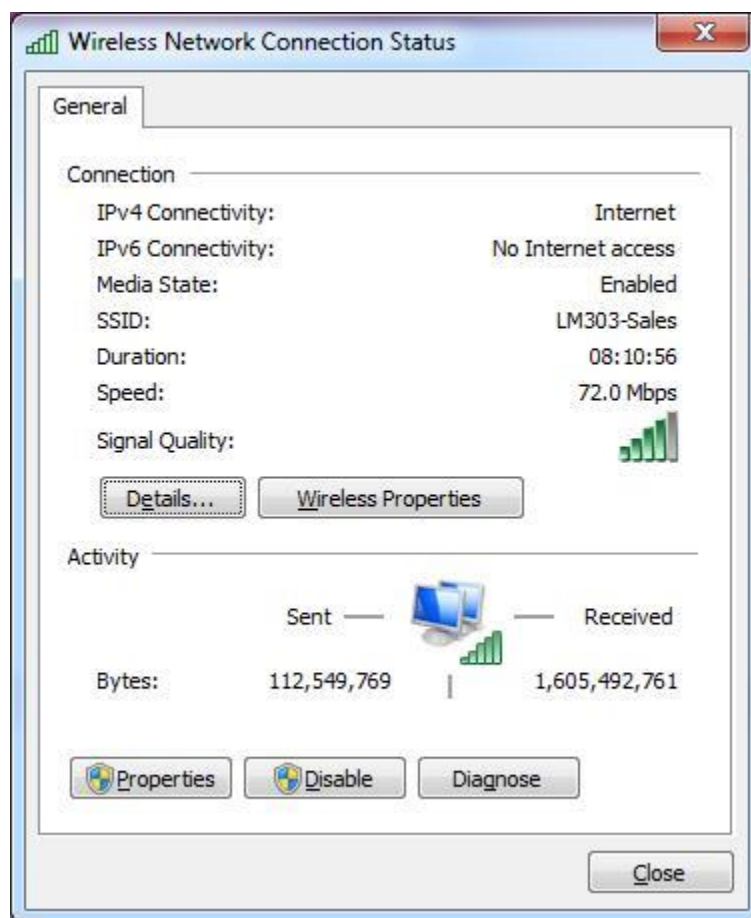 Wireless Network Connection Status
General
Connection
IPv4 Connectivity: Internet
IPv6 Connectivity: No Internet access
Media State: Enabled
SSID: LM303-Sales
Duration: 08:10:56
Speed: 72.0 Mbps
Signal Quality:
Details... Wireless Properties
Activity
Sent Received
Bytes: 112,549,769 1,605,492,761
Properties Disable Diagnose
Close